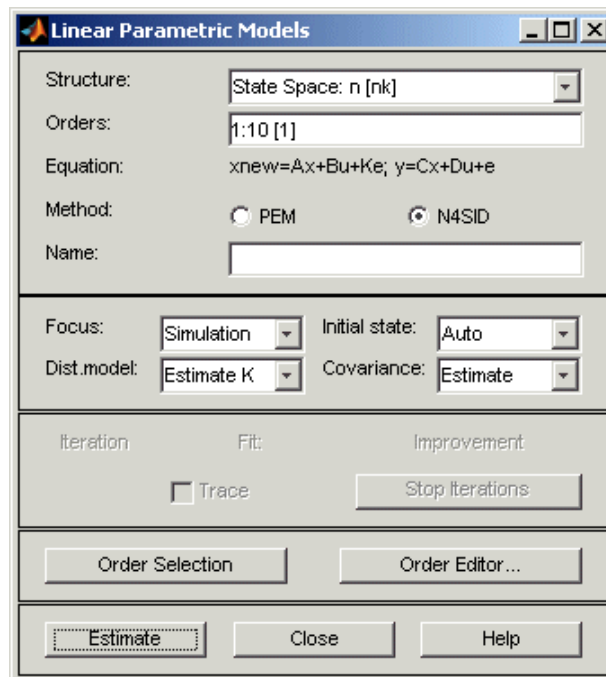 Linear Parametric Models
Structure: State Space: n [nk]
Orders: 1:10 [1]
Equation: xnew=Ax+Bu+Ke; y=Cx+Du+e
Method: PEM N4SID
Name:
Focus: Simulation Initial state: Auto
Dist.model: Estimate K Covariance: Estimate
Iteration Fit: Improvement
Trace Stop Iterations
Order Selection Order Editor...
Estimate Close Help